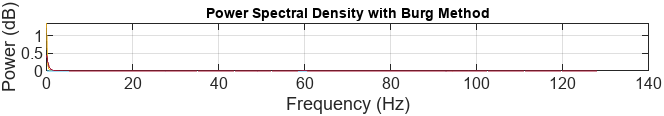 Power Spectral Density with Burg Method
Power (dB)
1
0.5
0
0 20 40 60 80 100 120 140
Frequency (Hz)